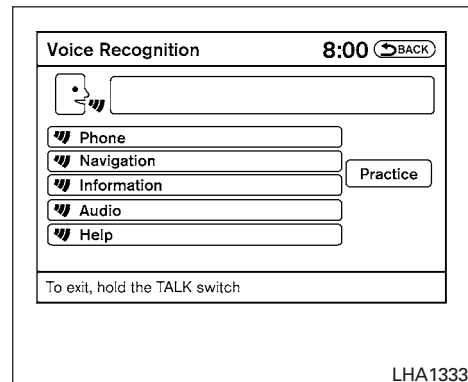 Voice Recognition 8:00 BACK
Phone
Navigation
Information
Practice
Audio
Help
To exit, hold the TALK switch
LHA1333